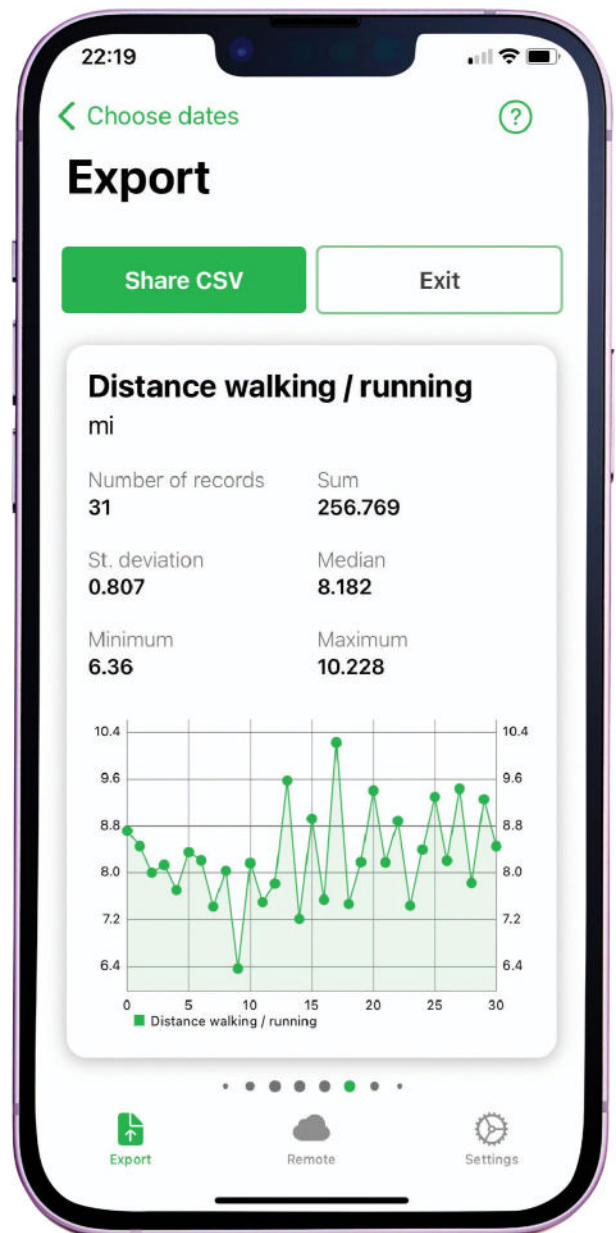 22:19
Choose dates
?
Export
Share CSV
Exit
Distance walking / running
mi
Number of records Sum
31 256.769
St. deviation Median
0.807 8.182
Minimum Maximum
6.36 10.228
10.4 10.4
9.6 9.6
8.8 8.8
8.0 8.0
7.2 7.2
6.4 6.4
0 5 10 15 20 25 30
Distance walking / running
Export Remote Settings